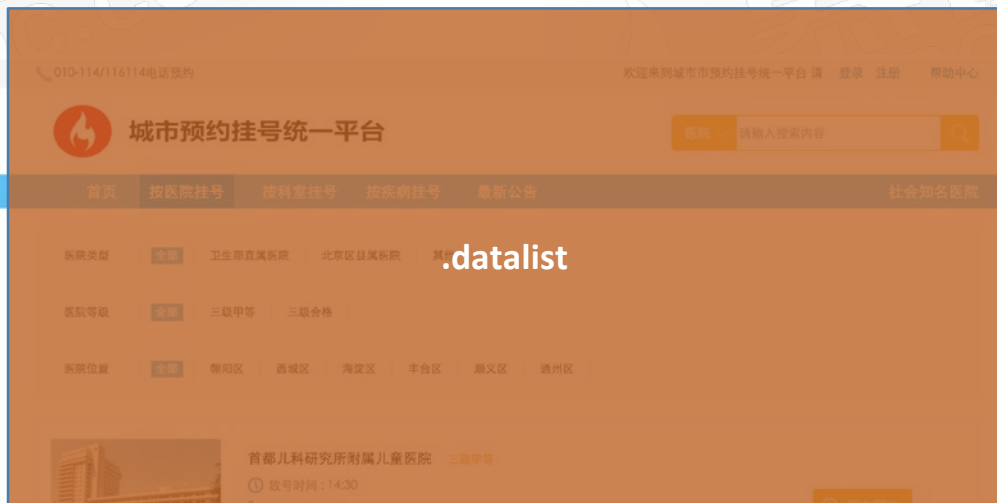 010-114/116114电话预约 欢迎来到城市市预约挂号统一平台 请 登录 注册 帮助中心
城市预约挂号统一平台 医院 请输入搜索内容
首页 按医院挂号 按科室挂号 按疾病挂号 最新公告 社会知名医院
.datalist
医院类型 全部 卫生部直属医院 北京区县属医院
医院等级 全部 三级甲等 三级合格
医院位置 全部 朝阳区 西城区 海淀区 丰台区 顺义区 通州区
首都儿科研究所附属儿童医院 三级甲等
放号时间：14:30